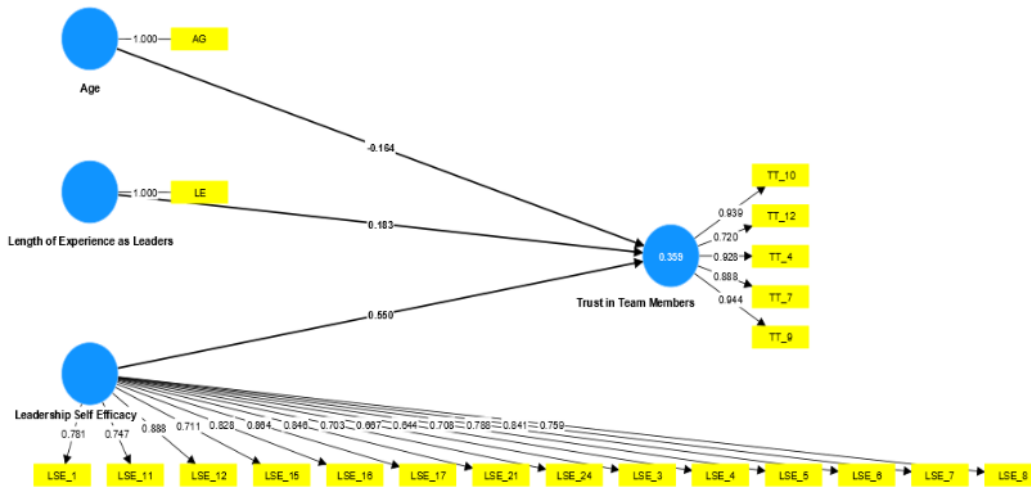 1.000
AG
Age
-0.164
1.000
LE
Length of Experience as Leaders
0.183
TT_10
0.939
TT_12
0.720
0.359
0.928
TT_4
0.888
TT_7
Trust in Team Members
0.944
TT_9
0.550
Leadership Self Efficacy
0.781
0.747
0.888
0.711
0.828
0.846
0.703
0.644
0.708
0.788
0.841
0.759
LSE_1
LSE_11
LSE_12
LSE_15
LSE_16
LSE_17
LSE_21
LSE_24
LSE_3
LSE_4
LSE_5
LSE_6
LSE_7
LSE_8